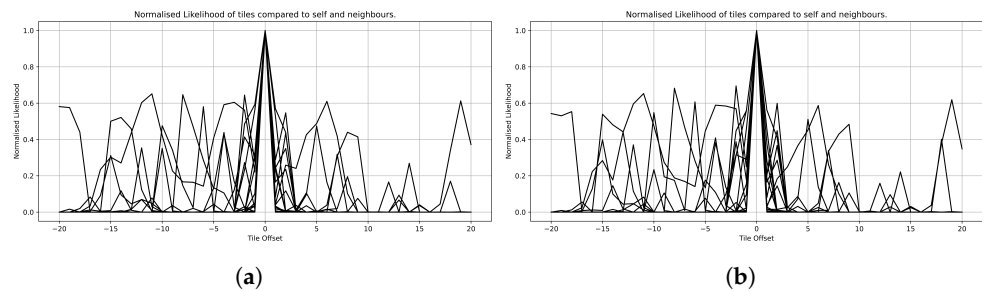 Normalised Likelihood of tiles compared to self and neighbours.
Normalised Likelihood
1.0
0.8
0.6
0.4
0.2
0.0
−20 −15 −10 −5 0 5 10 15 20
Tile Offset
(a)
Normalised Likelihood of tiles compared to self and neighbours.
Normalised Likelihood
1.0
0.8
0.6
0.4
0.2
0.0
−20 −15 −10 −5 0 5 10 15 20
Tile Offset
(b)